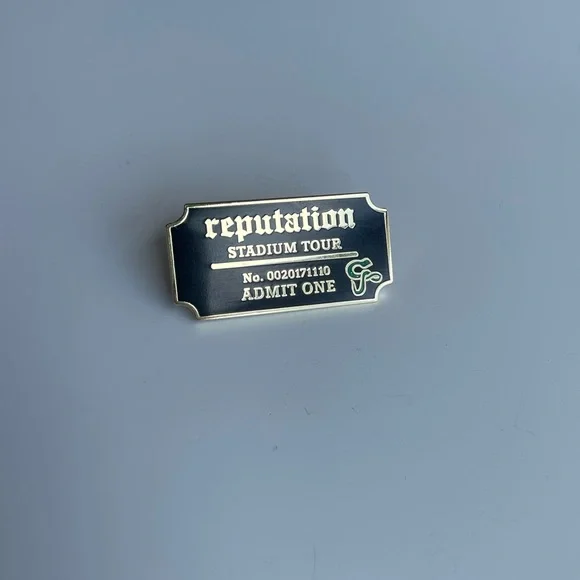 reputation
STADIUM TOUR
No. 0020171110
ADMIT ONE